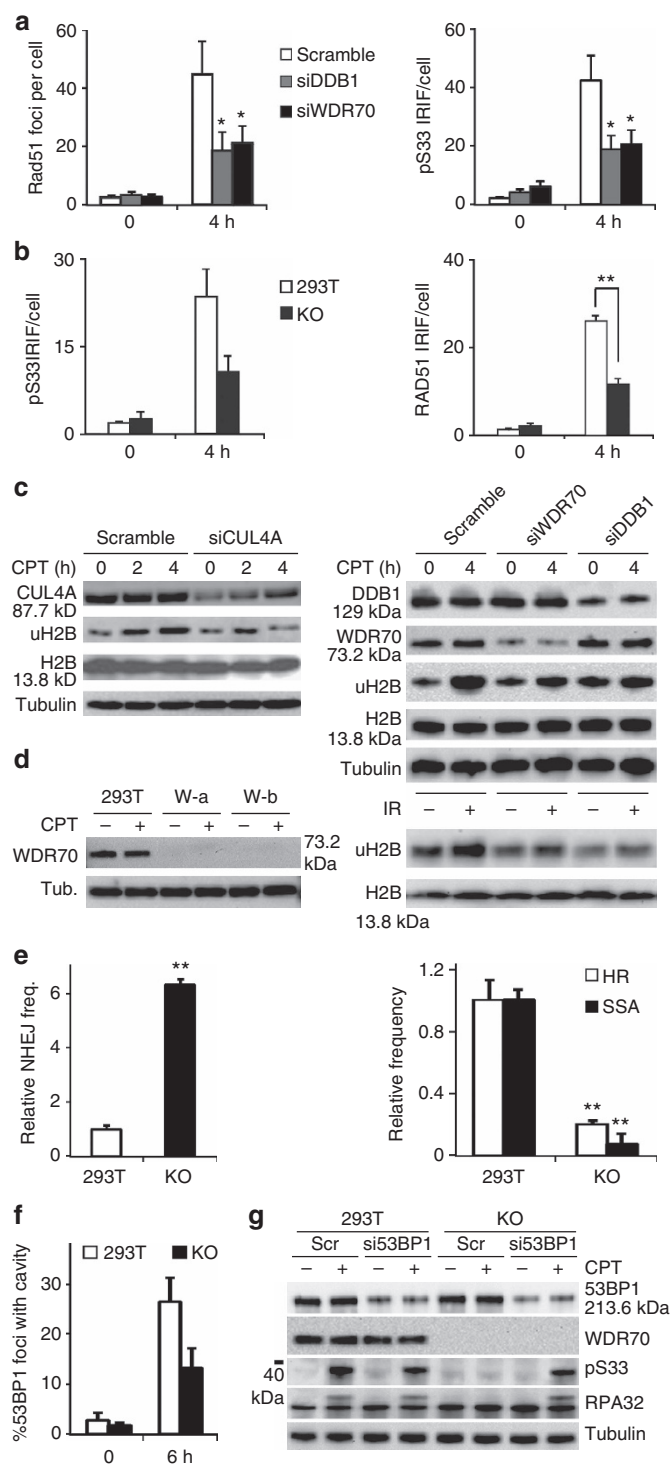 a
Rad51 foci per cell
60
40
20
0
0
4 h
Scramble
siDDB1
siWDR70
*
*
pS33 IRIF/cell
60
40
20
0
0
4 h
*
*
b
pS33IRIF/cell
30
15
0
0
4 h
293T
KO
RAD51 IRIF/cell
40
20
0
0
4 h
**
c
Scramble
siCUL4A
CPT (h)
0
2
4
0
2
4
CUL4A
87.7 kD
uH2B
H2B
13.8 kD
Tubulin
Scramble
siWDR70
siDDB1
CPT (h)
0
4
0
4
0
4
DDB1
129 kDa
WDR70
73.2 kDa
uH2B
H2B
13.8 kDa
Tubulin
IR
–
+
–
+
–
+
uH2B
H2B
13.8 kDa
d
293T
W-a
W-b
CPT
–
+
–
+
–
+
WDR70
73.2
kDa
Tub.
e
Relative NHEJ freq.
6
4
2
0
**
293T
KO
Relative frequency
1.2
0.8
0.4
0
HR
SSA
**
**
293T
KO
f
%53BP1 foci with cavity
30
20
10
0
293T
KO
0
6 h
g
293T
KO
Scr
si53BP1
Scr
si53BP1
–
+
–
+
–
+
–
+
CPT
53BP1
213.6 kDa
WDR70
40
kDa
pS33
RPA32
Tubulin